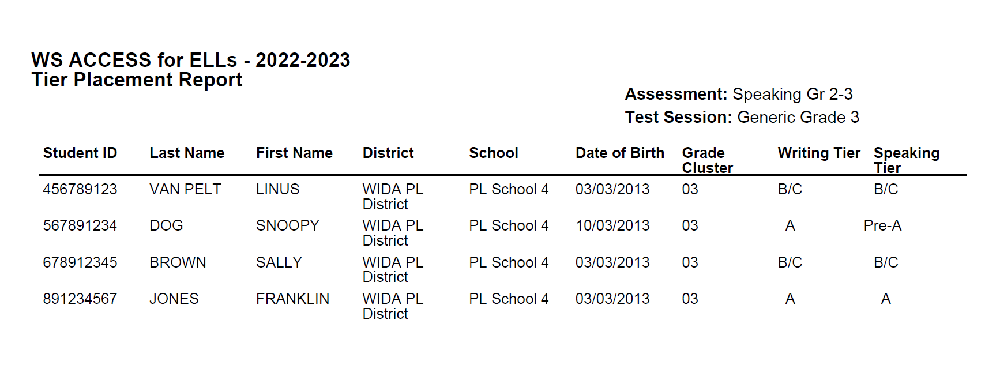 WS ACCESS for ELLs - 2022-2023
Tier Placement Report
Assessment: Speaking Gr 2-3
Test Session: Generic Grade 3
Student ID Last Name First Name District School Date of Birth Grade Cluster Writing Tier Speaking Tier
456789123 VAN PELT LINUS WIDA PL District PL School 4 03/03/2013 03 B/C B/C
567891234 DOG SNOOPY WIDA PL District PL School 4 10/03/2013 03 A Pre-A
678912345 BROWN SALLY WIDA PL District PL School 4 03/03/2013 03 B/C B/C
891234567 JONES FRANKLIN WIDA PL District PL School 4 03/03/2013 03 A A